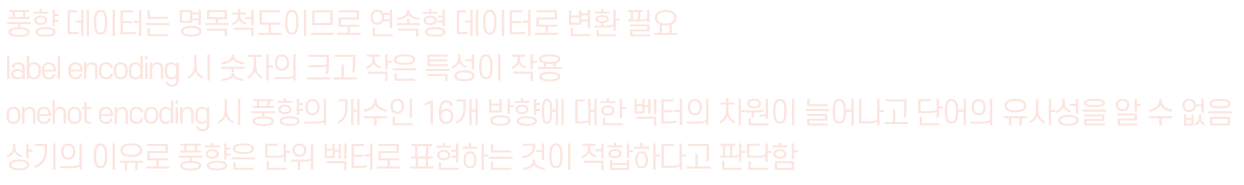 풍향 데이터는 명목척도이므로 연속형 데이터로 변환 필요
label encoding 시 숫자의 크고 작은 특성이 작용
onehot encoding 시 풍향의 개수인 16개 방향에 대한 벡터의 차원이 늘어나고 단어의 유사성을 알 수 없음
상기의 이유로 풍향은 단위 벡터로 표현하는 것이 적합하다고 판단함